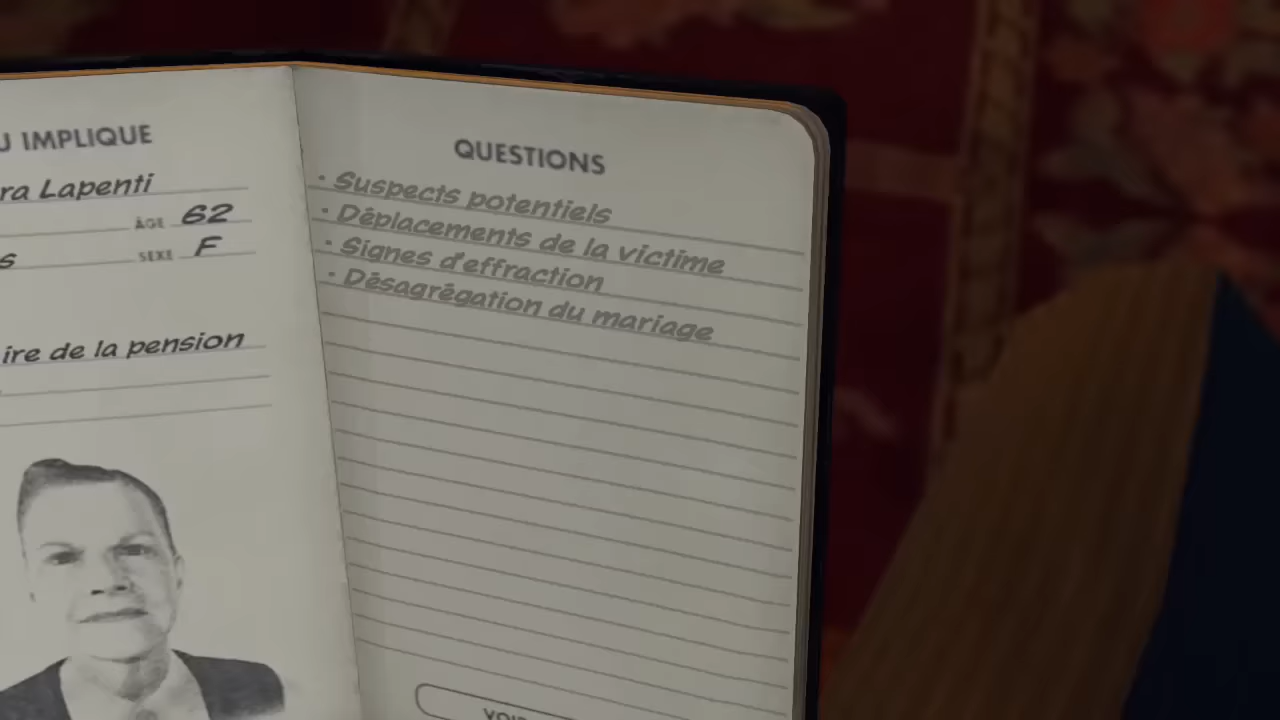 U IMPLIQUE
ra Lapenti
ÂGE 62
s
SEXE F
ire de la pension
QUESTIONS
· Suspects potentiels
· Déplacements de la victime
· Signes d'effraction
· Désagrégation du mariage